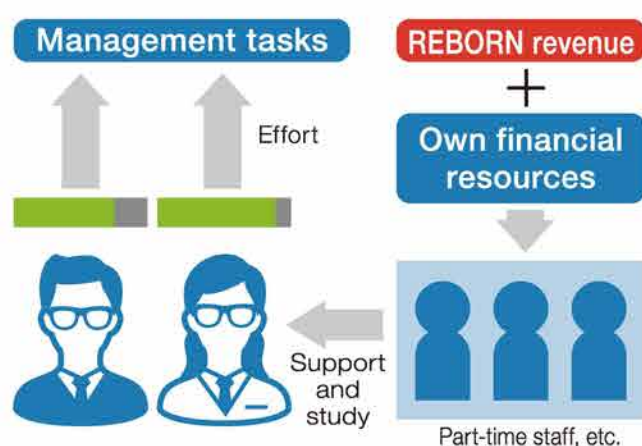 Management tasks
REBORN revenue
+
Own financial
resources
Effort
Support
and
study
Part-time staff, etc.